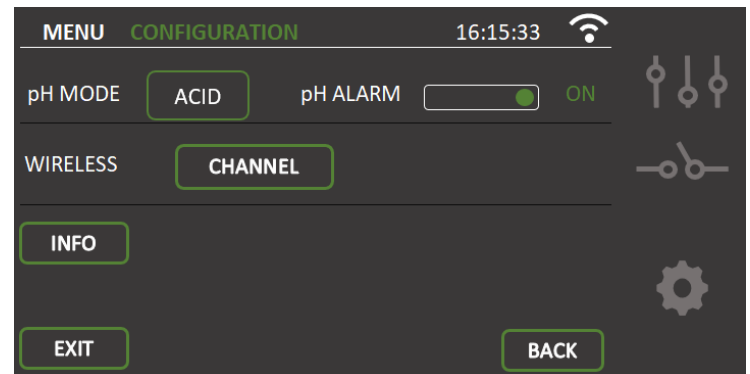 MENU CONFIGURATION 16:15:33
pH MODE ACID pH ALARM ON
WIRELESS CHANNEL
INFO
EXIT BACK